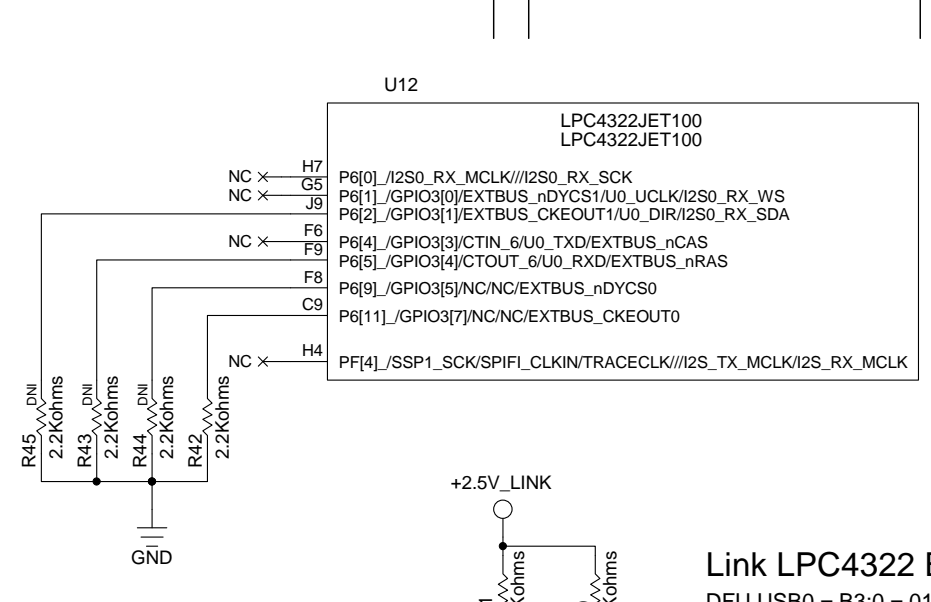 U12
LPC4322JET100
LPC4322JET100
NC H7 P6[0]_/I2S0_RX_MCLK///I2S0_RX_SCK
NC G5 P6[1]_/GPIO3[0]/EXTBUS_nDYCS1/U0_UCLK/I2S0_RX_WS
J9 P6[2]_/GPIO3[1]/EXTBUS_CKEOUT1/U0_DIR/I2S0_RX_SDA
NC F6 P6[4]_/GPIO3[3]/CTIN_6/U0_TXD/EXTBUS_nCAS
F9 P6[5]_/GPIO3[4]/CTOUT_6/U0_RXD/EXTBUS_nRAS
F8 P6[9]_/GPIO3[5]/NC/NC/EXTBUS_nDYCS0
C9 P6[11]_/GPIO3[7]/NC/NC/EXTBUS_CKEOUT0
NC H4 PF[4]_/SSP1_SCK/SPIFI_CLKIN/TRACECLK///I2S_TX_MCLK/I2S_RX_MCLK
R45 DNI
2.2Kohms
R43 DNI
2.2Kohms
R44 DNI
2.2Kohms
R42
2.2Kohms
GND
+2.5V_LINK
Link LPC4322